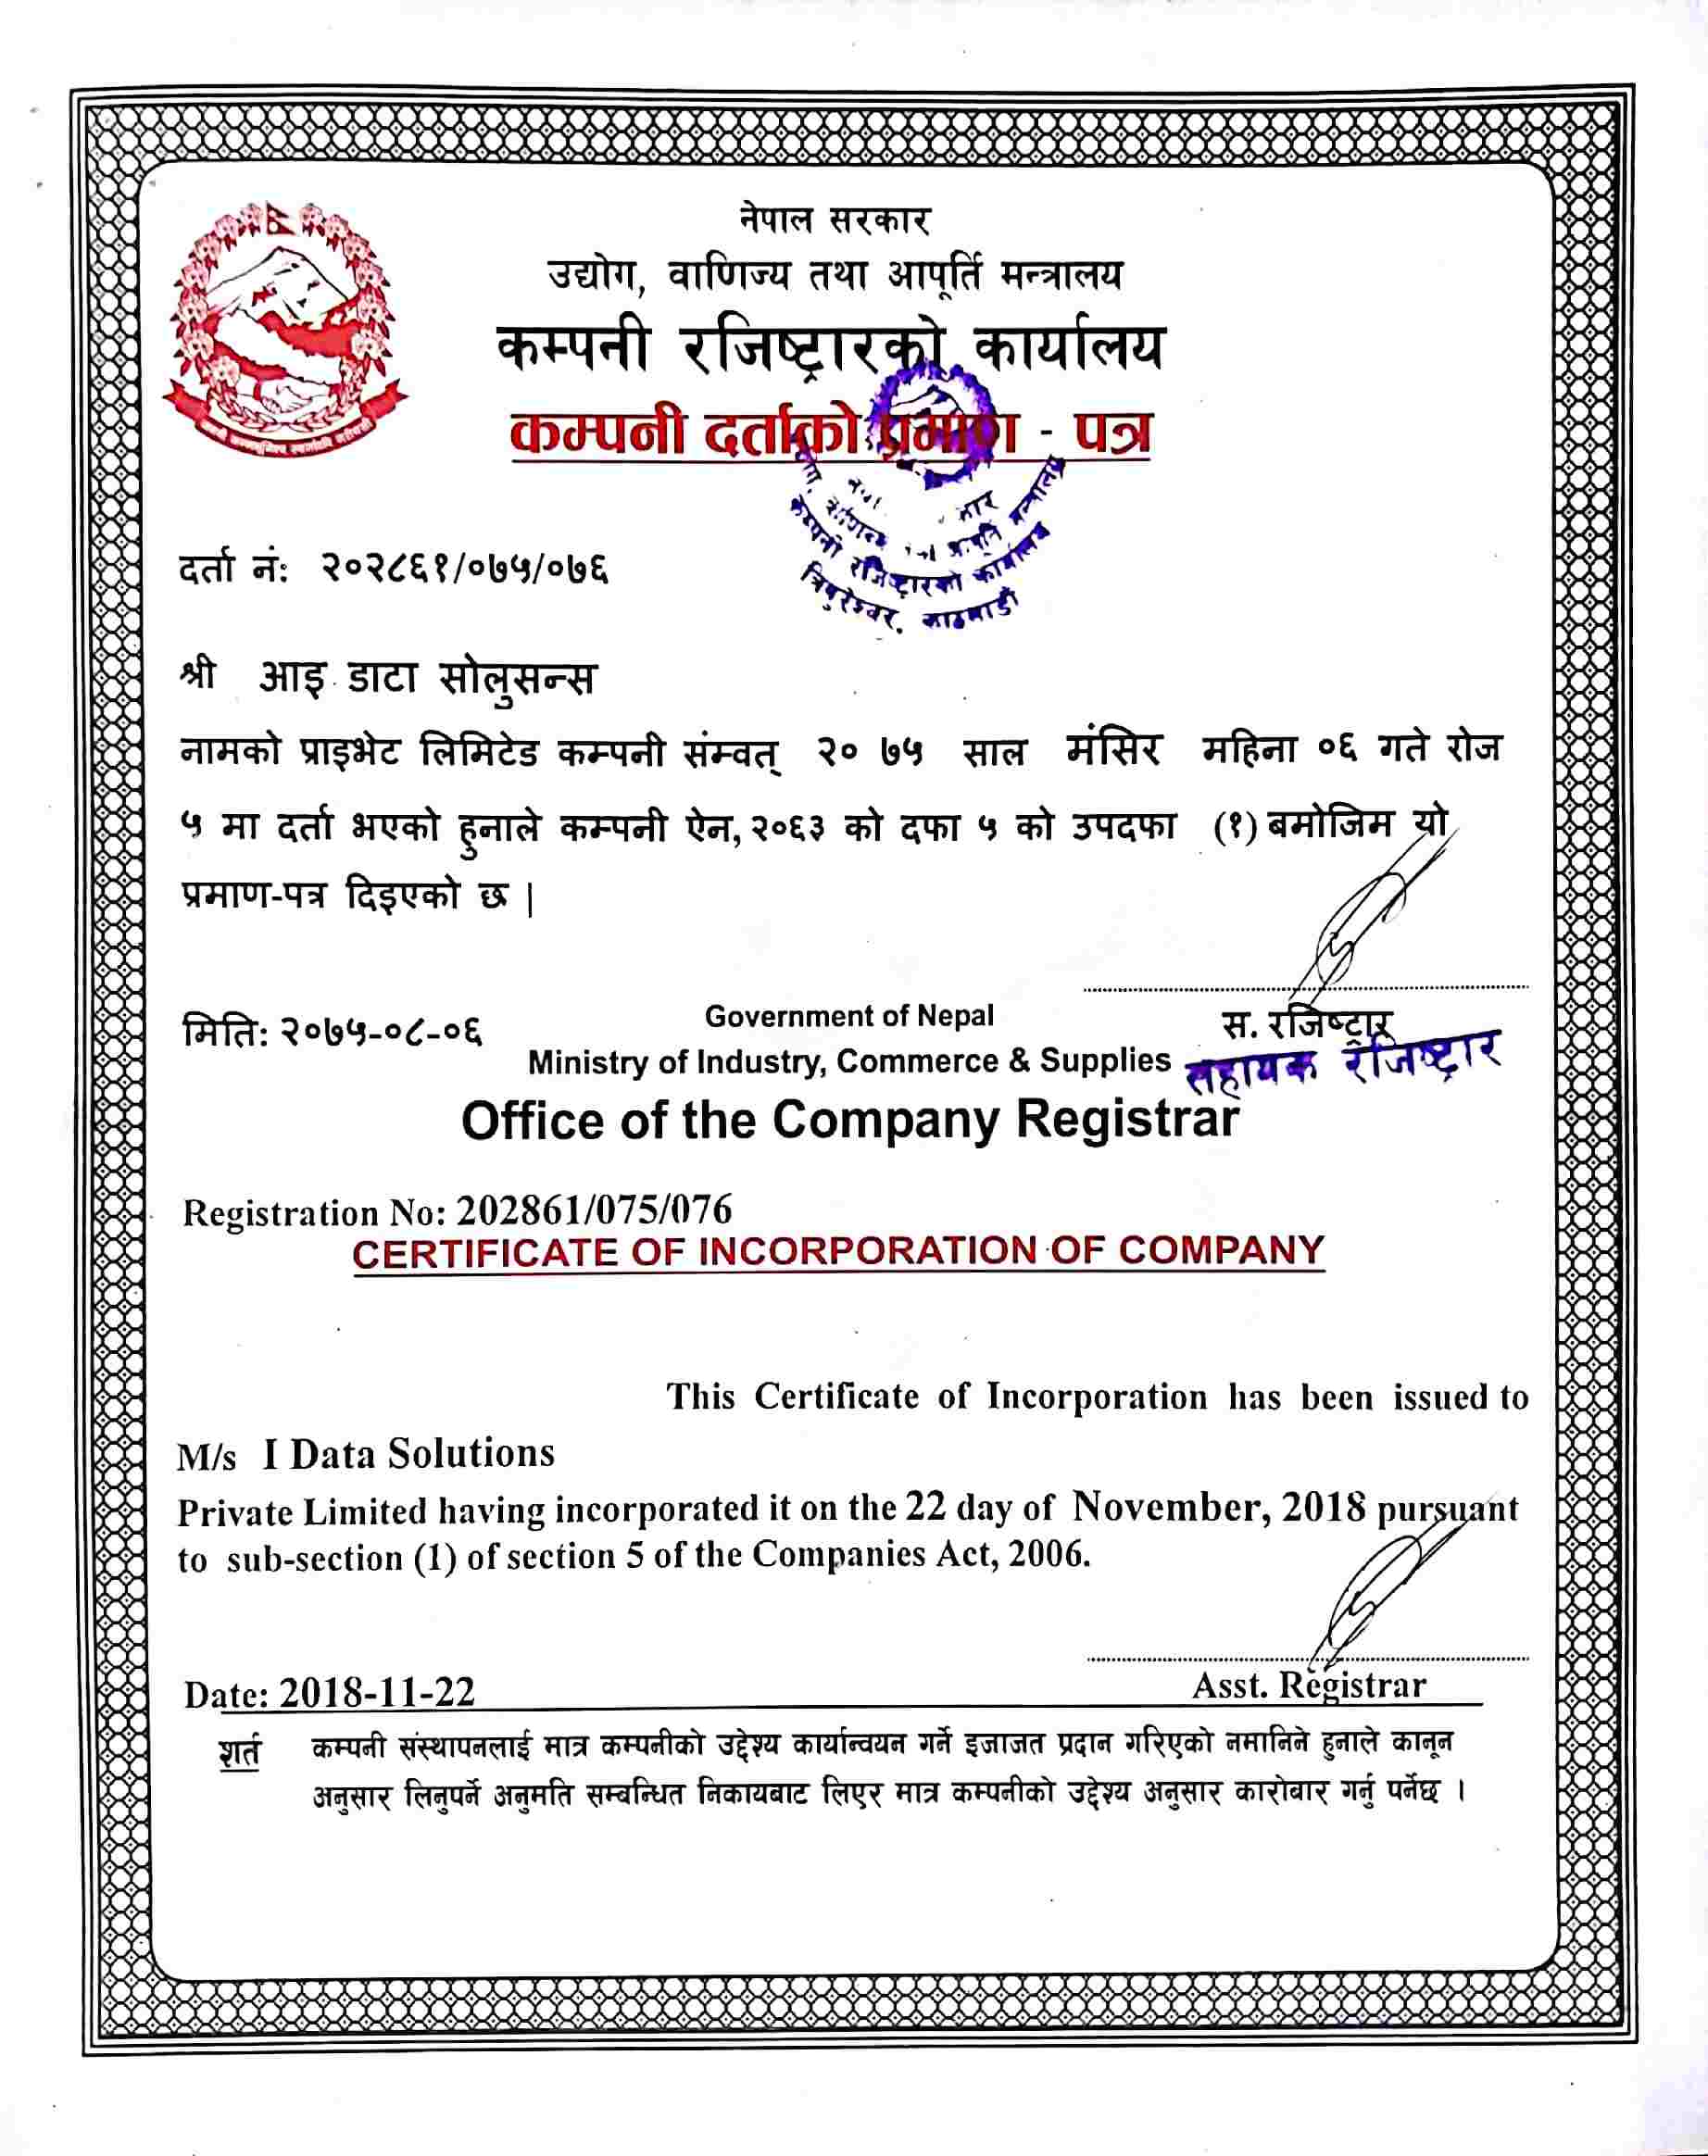 नेपाल सरकार
उद्योग, वाणिज्य तथा आपूर्ति मन्त्रालय
कम्पनी रजिष्ट्रारको कार्यालय
कम्पनी दर्ताको प्रमाण - पत्र
कम्पनी रजिष्ट्रारको कार्यालय
त्रिपुरेश्वर, काठमाडौं
दर्ता नं: २०२८६१/०७५/०७६
श्री आइ डाटा सोलुसन्स
नामको प्राइभेट लिमिटेड कम्पनी संम्वत् २० ७५ साल मंसिर महिना ०६ गते रोज
५ मा दर्ता भएको हुनाले कम्पनी ऐन, २०६३ को दफा ५ को उपदफा (१) बमोजिम यो
प्रमाण-पत्र दिइएको छ |
मिति: २०७५-०८-०६
स. रजिष्ट्रार
सहायक रजिष्ट्रार
Government of Nepal
Ministry of Industry, Commerce & Supplies
Office of the Company Registrar
Registration No: 202861/075/076
CERTIFICATE OF INCORPORATION OF COMPANY
This Certificate of Incorporation has been issued to
M/s I Data Solutions
Private Limited having incorporated it on the 22 day of November, 2018 pursuant
to sub-section (1) of section 5 of the Companies Act, 2006.
Date: 2018-11-22
Asst. Registrar
शर्त कम्पनी संस्थापनलाई मात्र कम्पनीको उद्देश्य कार्यान्वयन गर्ने इजाजत प्रदान गरिएको नमानिने हुनाले कानून
अनुसार लिनुपर्ने अनुमति सम्बन्धित निकायबाट लिएर मात्र कम्पनीको उद्देश्य अनुसार कारोबार गर्नु पर्नेछ ।